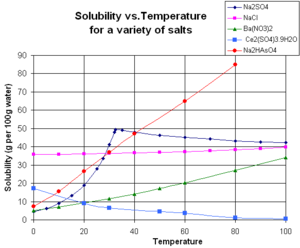 Solubility vs.Temperature
for a variety of salts
Na2SO4
NaCl
Ba(NO3)2
Ce2(SO4)3.9H2O
Na2HAsO4
Solubility (g per 100g water)
90
80
70
60
50
40
30
20
10
0
0
20
40
60
80
100
Temperature